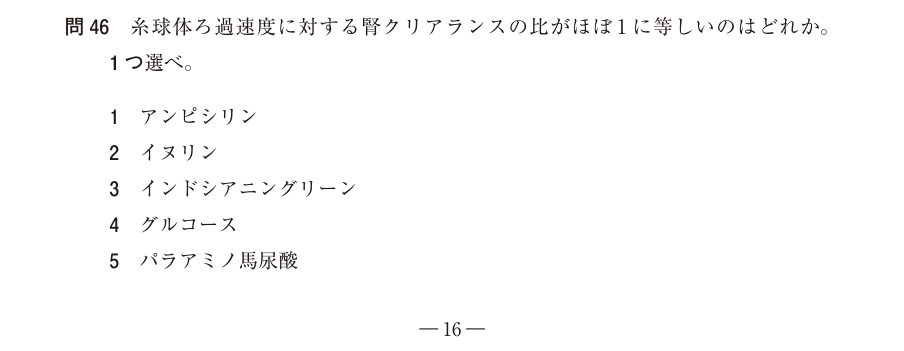 問 46　糸球体ろ過速度に対する腎クリアランスの比がほぼ 1 に等しいのはどれか。
1 つ選べ。
1　アンピシリン
2　イヌリン
3　インドシアニングリーン
4　グルコース
5　パラアミノ馬尿酸
— 16 —